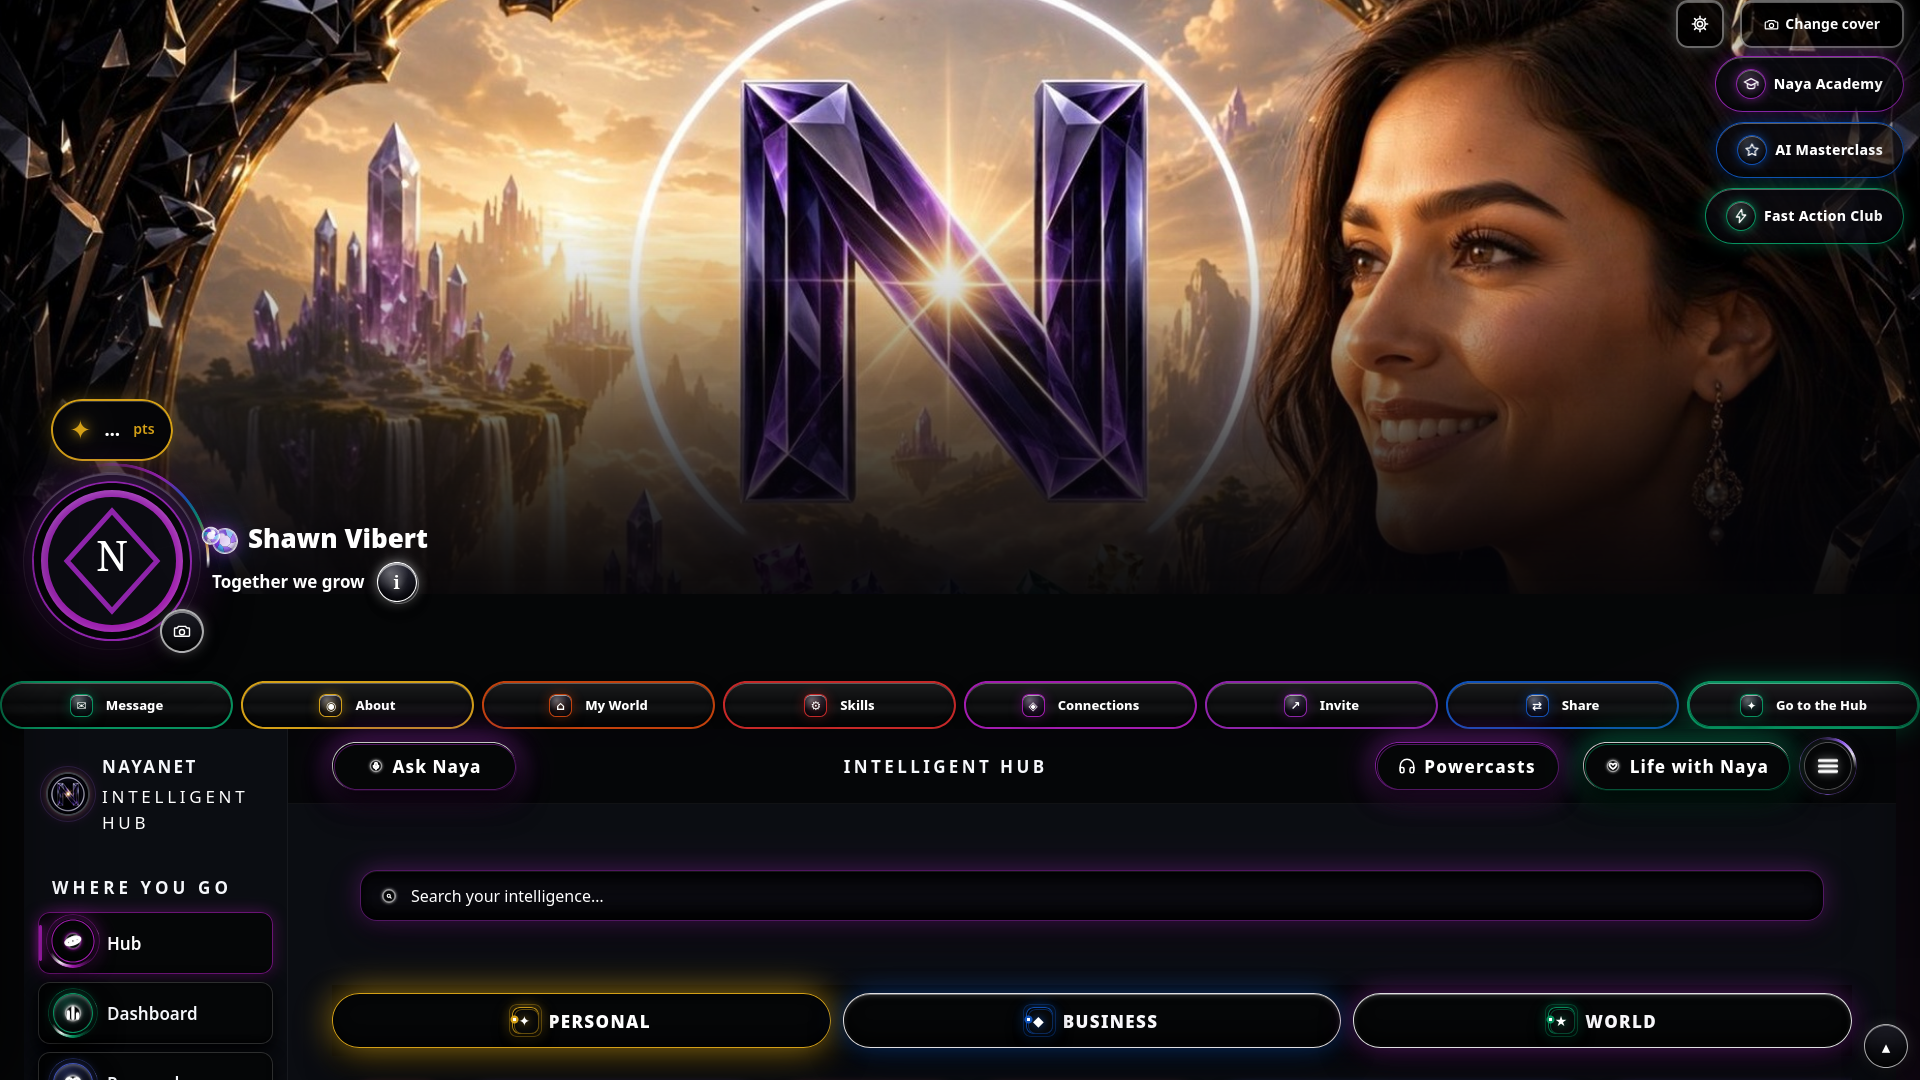 Change cover
Naya Academy
AI Masterclass
Fast Action Club
N
... pts
N
Shawn Vibert
Together we grow i
Message
About
My World
Skills
Connections
Invite
Share
Go to the Hub
NAYANET
INTELLIGENT
HUB
Ask Naya
INTELLIGENT HUB
Powercasts
Life with Naya
WHERE YOU GO
Search your intelligence...
Hub
Dashboard
PERSONAL
BUSINESS
WORLD